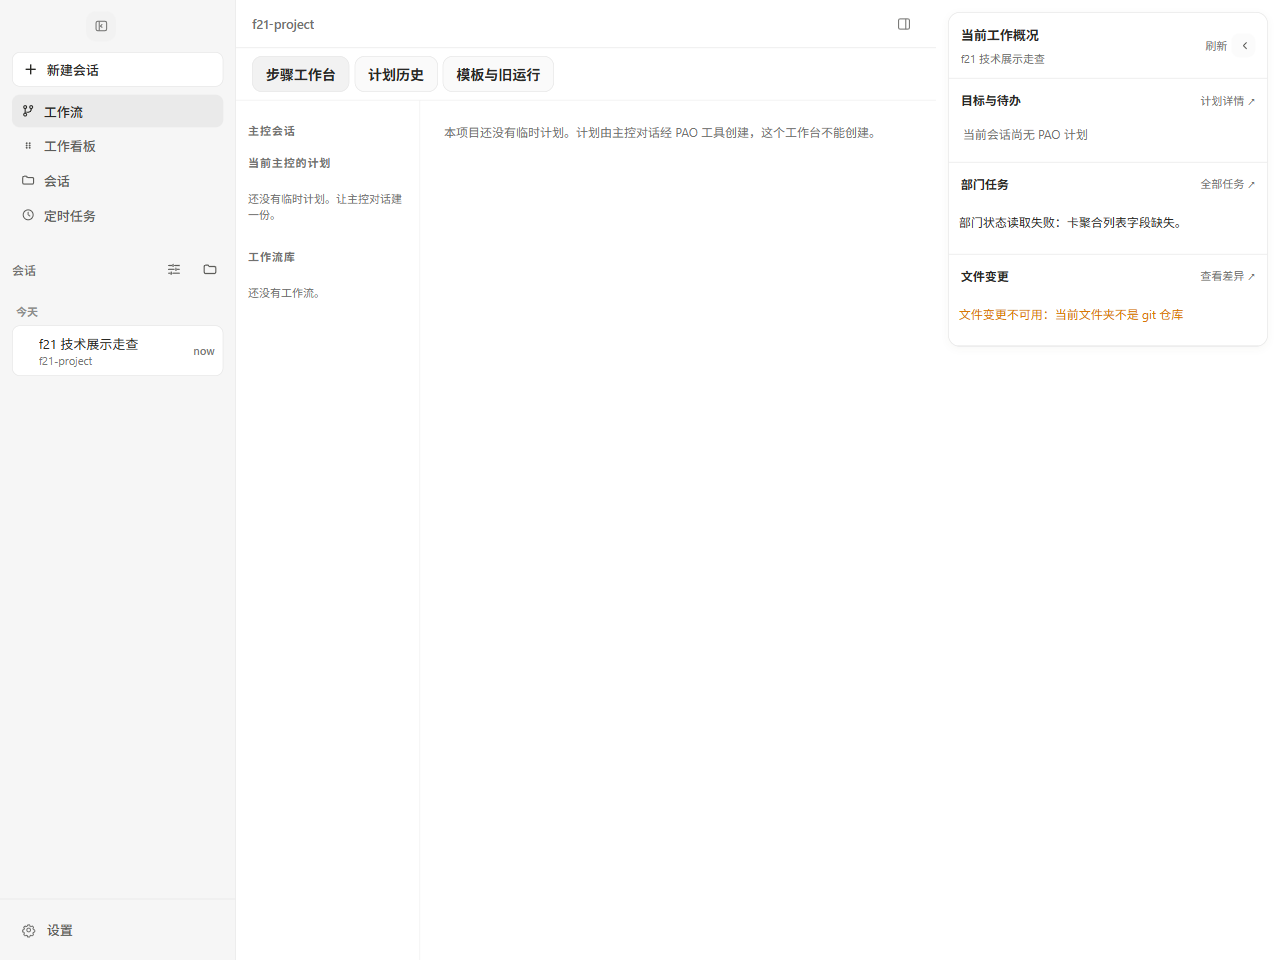 新建会话
工作流
工作看板
会话
定时任务
会话
今天
f21 技术展示走查
f21-project
now
设置
f21-project
步骤工作台
计划历史
模板与旧运行
主控会话
当前主控的计划
还没有临时计划。让主控对话建
一份。
工作流库
还没有工作流。
本项目还没有临时计划。计划由主控对话经 PAO 工具创建，这个工作台不能创建。
当前工作概况
f21 技术展示走查
刷新
目标与待办
计划详情 ↗
当前会话尚无 PAO 计划
部门任务
全部任务 ↗
部门状态读取失败：卡聚合列表字段缺失。
文件变更
查看差异 ↗
文件变更不可用：当前文件夹不是 git 仓库